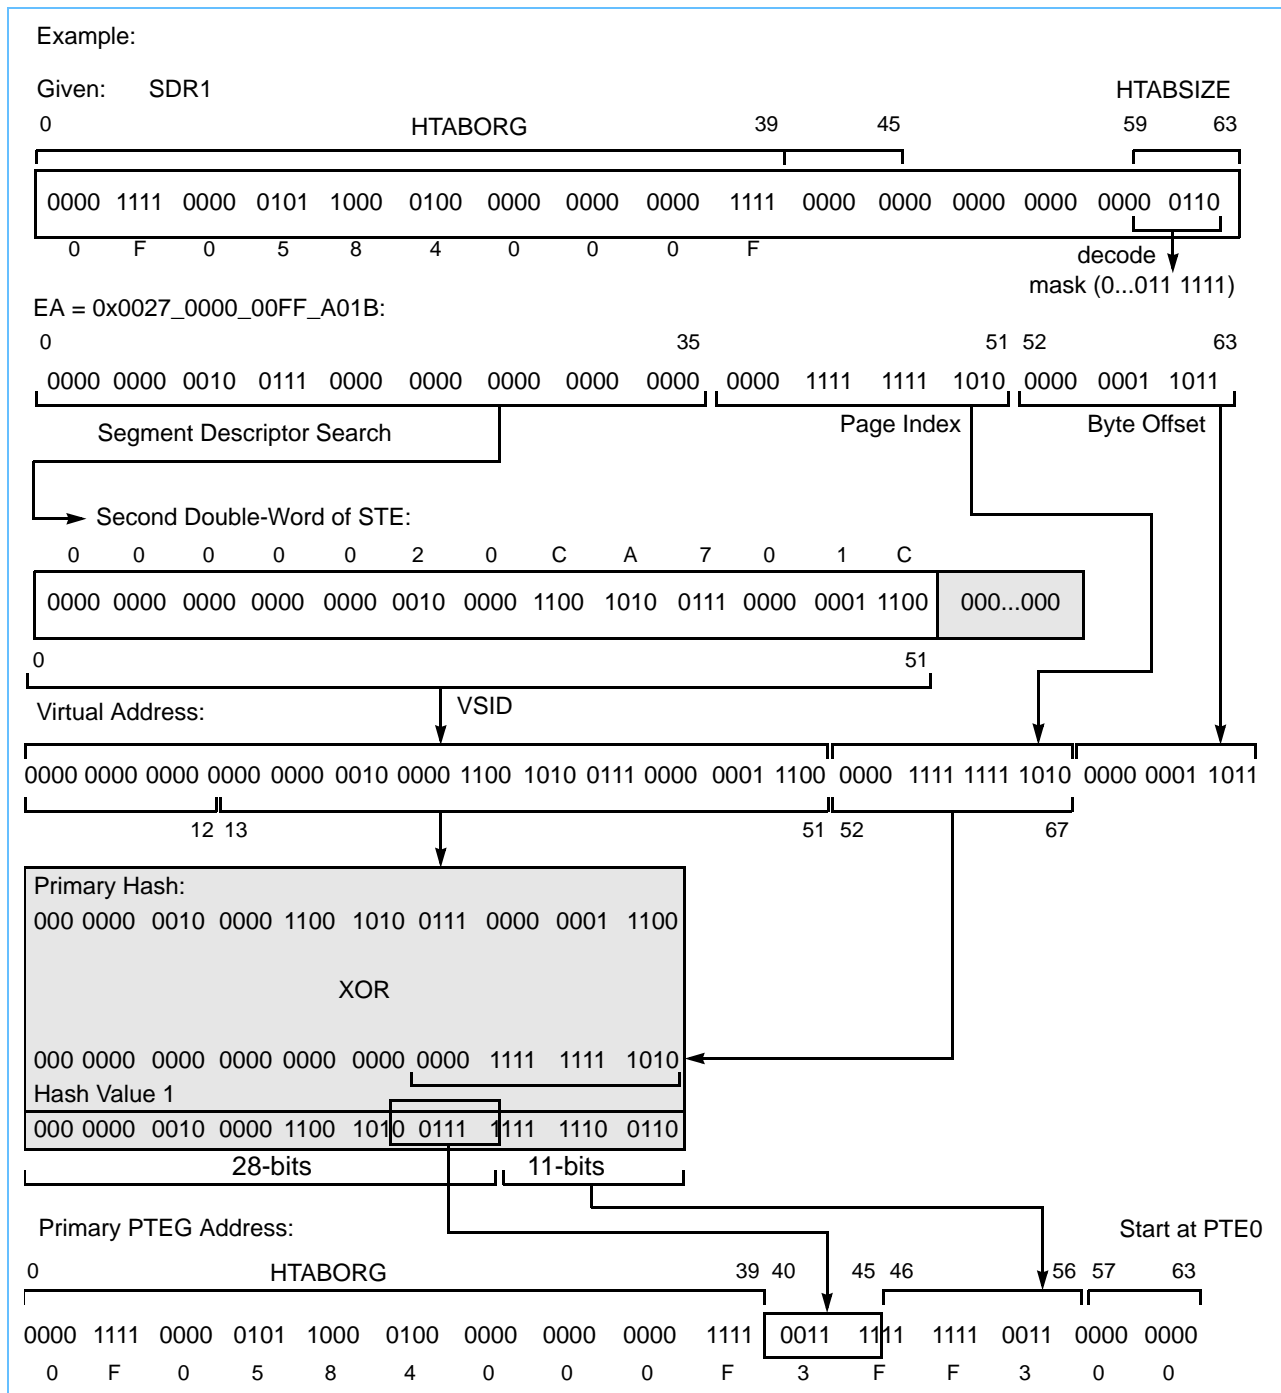 Example:
Given: SDR1 HTABSIZE
0 HTABORG 39 45 59 63
0000 1111 0000 0101 1000 0100 0000 0000 0000 1111 0000 0000 0000 0000 0000 0110
0 F 0 5 8 4 0 0 0 F
decode
mask (0...011 1111)
EA = 0x0027_0000_00FF_A01B:
0 35 51 52 63
0000 0000 0010 0111 0000 0000 0000 0000 0000 0000 1111 1111 1010 0000 0001 1011
Segment Descriptor Search Page Index Byte Offset
Second Double-Word of STE:
0 0 0 0 0 2 0 C A 7 0 1 C
0000 0000 0000 0000 0000 0010 0000 1100 1010 0111 0000 0001 1100 000...000
0 51
VSID
Virtual Address:
0000 0000 0000 0000 0000 0010 0000 1100 1010 0111 0000 0001 1100 0000 1111 1111 1010 0000 0001 1011
12 13 51 52 67
Primary Hash:
000 0000 0010 0000 1100 1010 0111 0000 0001 1100
XOR
000 0000 0000 0000 0000 0000 0000 1111 1111 1010
Hash Value 1
000 0000 0010 0000 1100 1010 0111 1111 1110 0110
28-bits 11-bits
Primary PTEG Address: Start at PTE0
0 HTABORG 39 40 45 46 56 57 63
0000 1111 0000 0101 1000 0100 0000 0000 0000 1111 0011 1111 1111 0011 0000 0000
0 F 0 5 8 4 0 0 0 F 3 F F 3 0 0